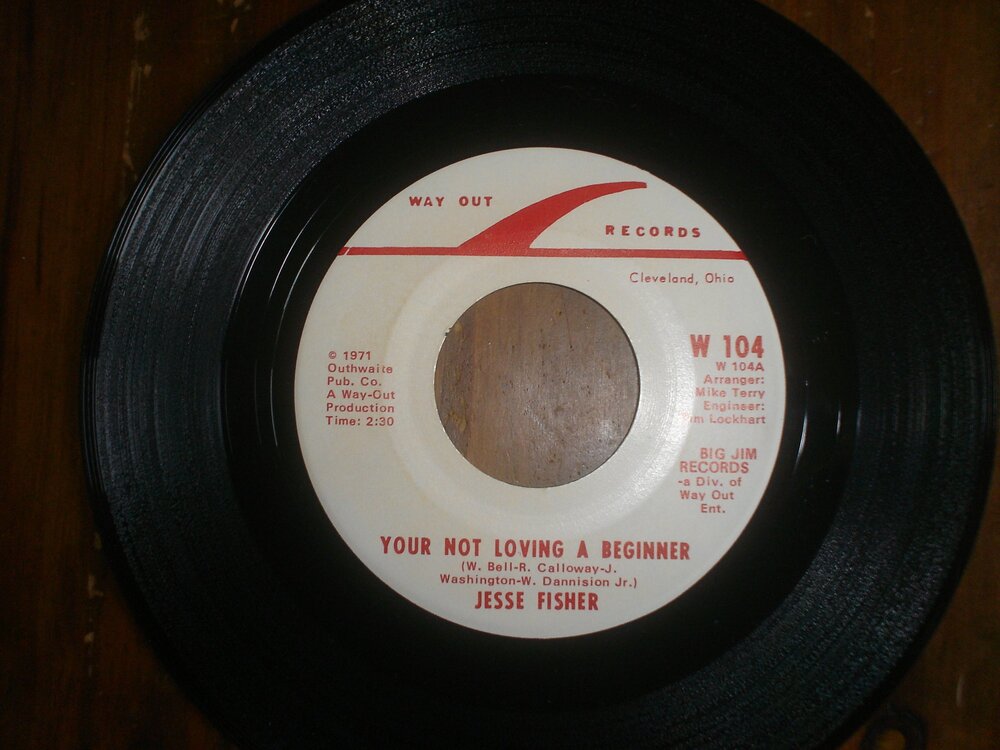 WAY OUT
RECORDS
Cleveland, Ohio
© 1971
Outhwaite
Pub. Co.
A Way-Out
Production
Time: 2:30
W 104
W 104A
Arranger:
Mike Terry
Engineer:
Lockhart
BIG JIM
RECORDS
-a Div. of
Way Out
Ent.
YOUR NOT LOVING A BEGINNER
(W. Bell-R. Calloway-J.
Washington-W. Dannision Jr.)
JESSE FISHER